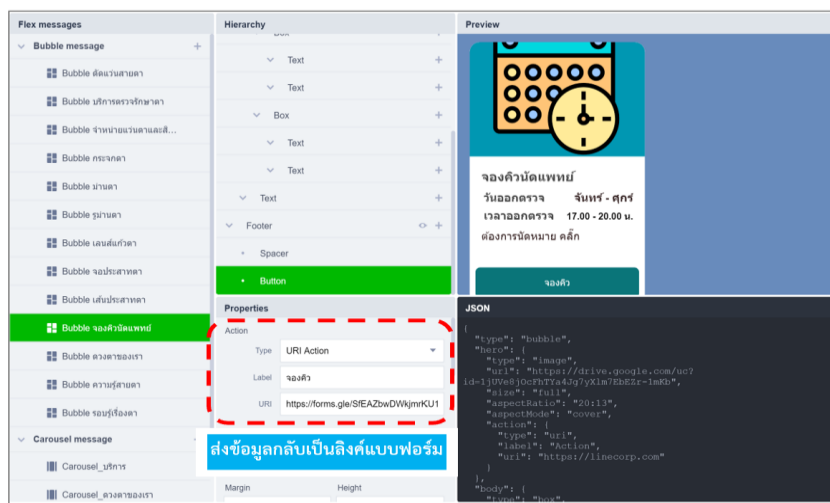 Flex messages
Bubble message
Bubble ตัดแว่นสายตา
Bubble บริการตรวจรักษาตา
Bubble จำหน่ายแว่นตาและสั...
Bubble กระจกตา
Bubble ม่านตา
Bubble รูม่านตา
Bubble เลนส์แก้วตา
Bubble จอประสาทตา
Bubble เส้นประสาทตา
Bubble จองคิวนัดแพทย์
Bubble ดวงตาของเรา
Bubble ความรู้สายตา
Bubble รอบรู้เรื่องตา
Carousel message
Carousel_บริการ
Carousel_ดวงตาของเรา
Hierarchy
Box
Text
Text
Box
Text
Text
Text
Footer
Spacer
Button
Properties
Action
Type
URI Action
Label
จองคิว
URI
https://forms.gle/SfEAZbwDWkjmrKU1
ส่งข้อมูลกลับเป็นลิงค์แบบฟอร์ม
Margin
Height
Preview
จองคิวนัดแพทย์
วันออกตรวจ จันทร์ - ศุกร์
เวลาออกตรวจ 17.00 - 20.00 น.
ต้องการนัดหมาย คลิ๊ก
จองคิว
JSON
{
"type": "bubble",
"hero": {
"type": "image",
"url": "https://drive.google.com/uc?
"size": "full",
"aspectRatio": "20:13",
"aspectMode": "cover",
"action": {
"type": "uri",
"label": "Action",
"uri": "https://linecorp.com"
}
},
"body": {
"type": "box",